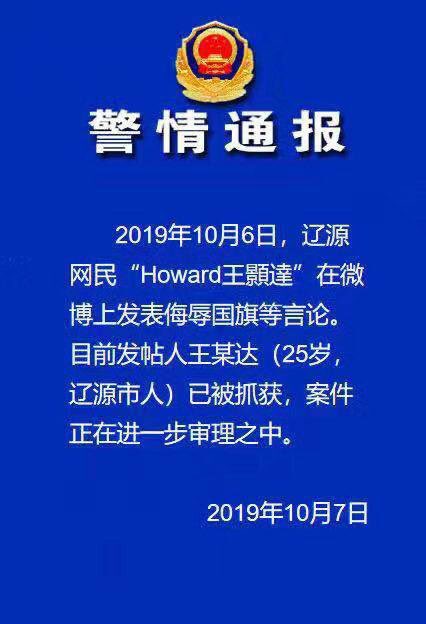 警情通报
2019年10月6日，辽源
网民“Howard王顥達”在微
博上发表侮辱国旗等言论。
目前发帖人王某达（25岁，
辽源市人）已被抓获，案件
正在进一步审理之中。
2019年10月7日